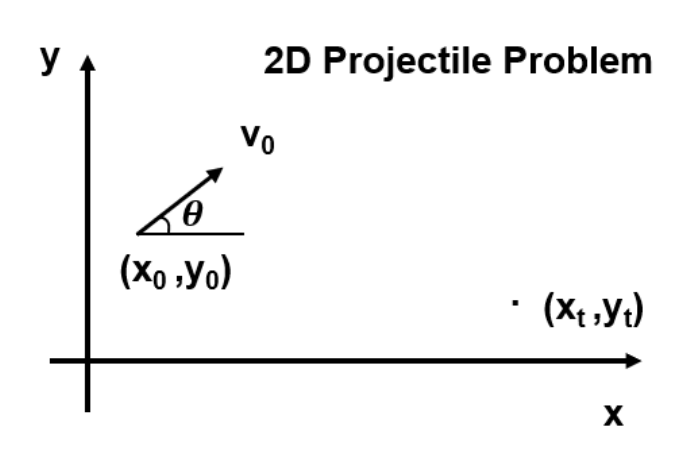 y
2D Projectile Problem
v₀
θ
(x₀ ,y₀)
(xₜ ,yₜ)
x